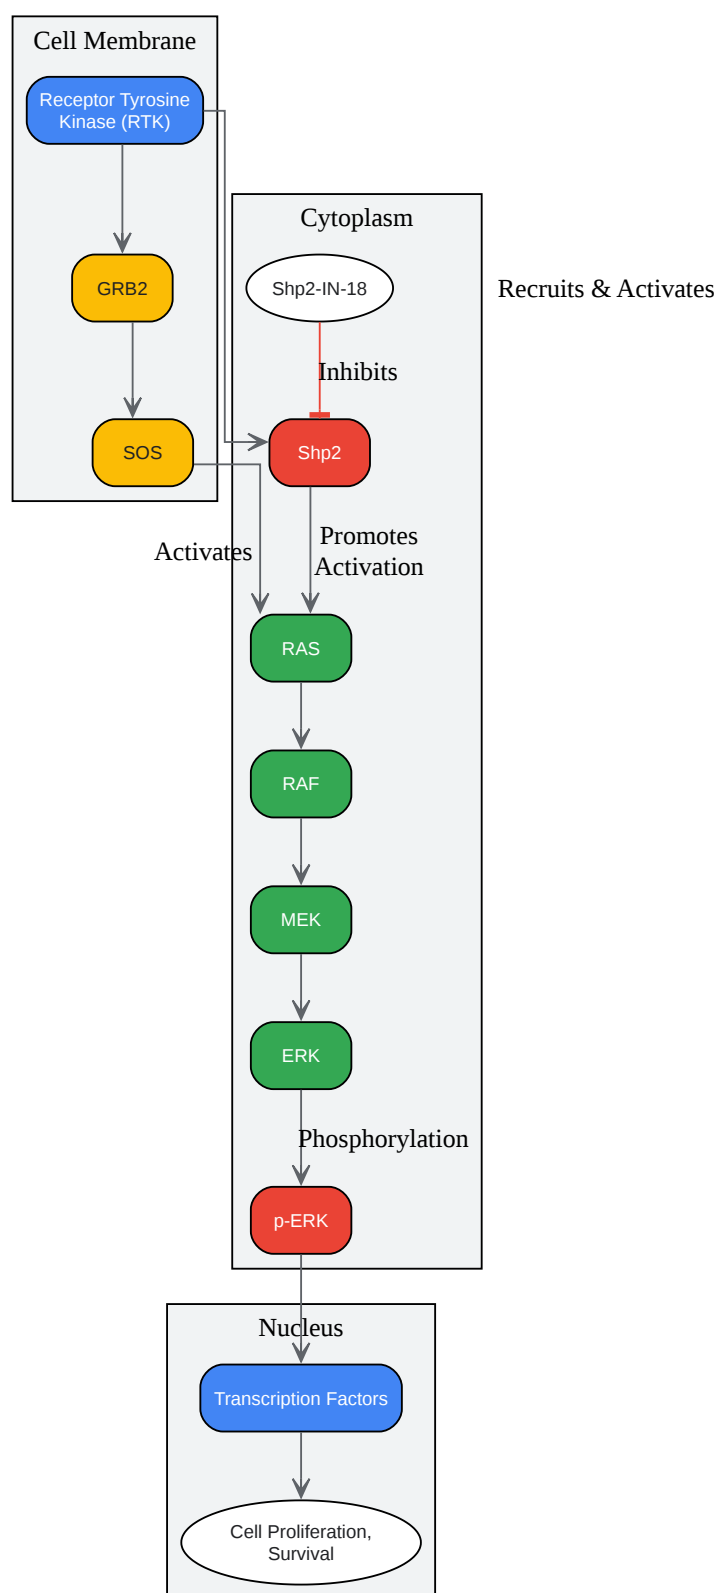 Cell Membrane
Receptor Tyrosine
Kinase (RTK)
Cytoplasm
GRB2
Shp2-IN-18
Recruits & Activates
Inhibits
SOS
Shp2
Activates
Promotes
Activation
RAS
RAF
MEK
ERK
Phosphorylation
p-ERK
Nucleus
Transcription Factors
Cell Proliferation,
Survival